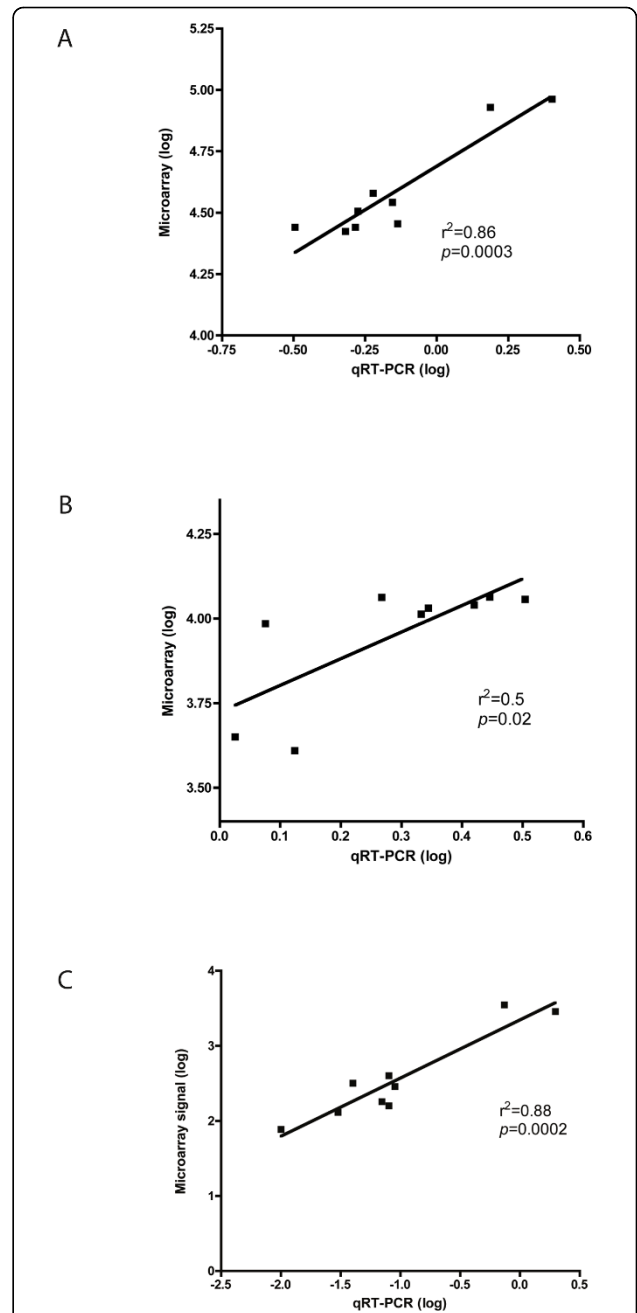 A
5.25
5.00
4.75
4.50
4.25
4.00
Microarray (log)
r²=0.86
p=0.0003
-0.75 -0.50 -0.25 0.00 0.25 0.50
qRT-PCR (log)
B
4.25
4.00
3.75
3.50
Microarray (log)
r²=0.5
p=0.02
0.0 0.1 0.2 0.3 0.4 0.5 0.6
qRT-PCR (log)
C
4
3
2
1
0
Microarray signal (log)
r²=0.88
p=0.0002
-2.5 -2.0 -1.5 -1.0 -0.5 0.0 0.5
qRT-PCR (log)